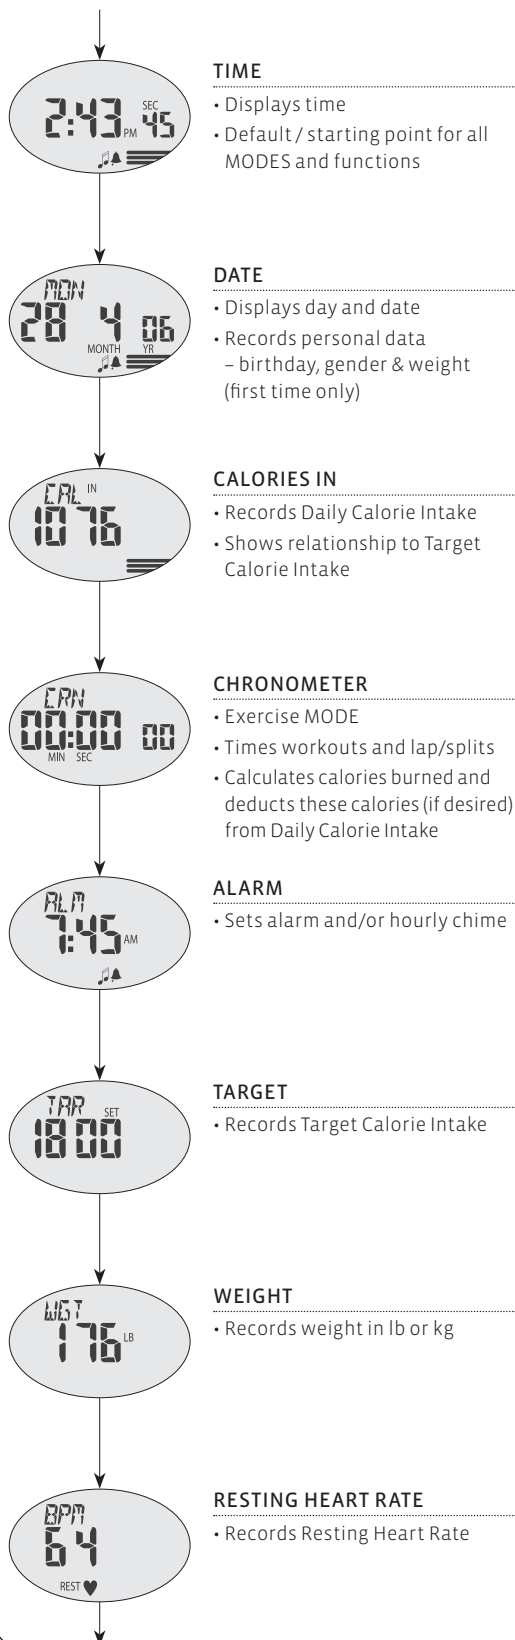 TIME
2:43 PM SEC 45
• Displays time
• Default / starting point for all
MODES and functions
DATE
MON
28 4 06
MONTH YR
• Displays day and date
• Records personal data
– birthday, gender & weight
(first time only)
CALORIES IN
CAL IN
1076
• Records Daily Calorie Intake
• Shows relationship to Target
Calorie Intake
CHRONOMETER
CRN
00:00 00
MIN SEC
• Exercise MODE
• Times workouts and lap/splits
• Calculates calories burned and
deducts these calories (if desired)
from Daily Calorie Intake
ALARM
ALM
7:45 AM
• Sets alarm and/or hourly chime
TARGET
TAR SET
1800
• Records Target Calorie Intake
WEIGHT
WGT
176 LB
• Records weight in lb or kg
RESTING HEART RATE
BPM
64
REST
• Records Resting Heart Rate